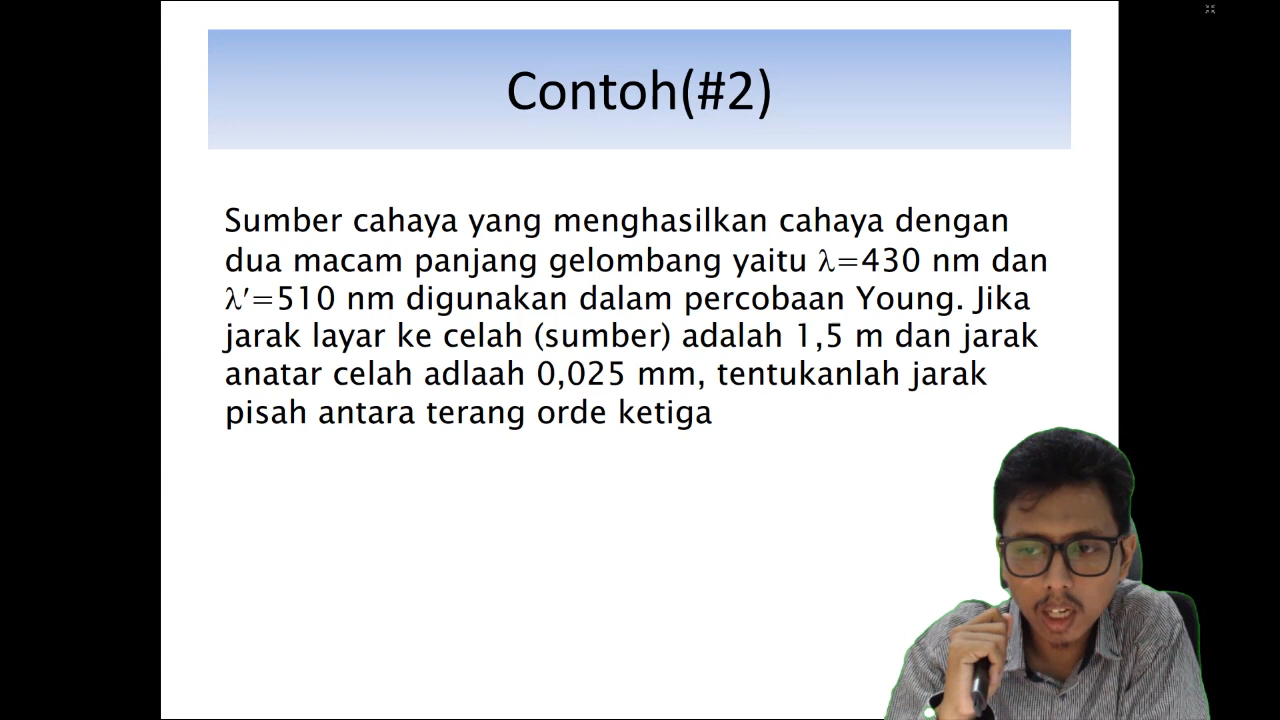 Contoh(#2)
Sumber cahaya yang menghasilkan cahaya dengan
dua macam panjang gelombang yaitu λ=430 nm dan
λ’=510 nm digunakan dalam percobaan Young. Jika
jarak layar ke celah (sumber) adalah 1,5 m dan jarak
anatar celah adlaah 0,025 mm, tentukanlah jarak
pisah antara terang orde ketiga